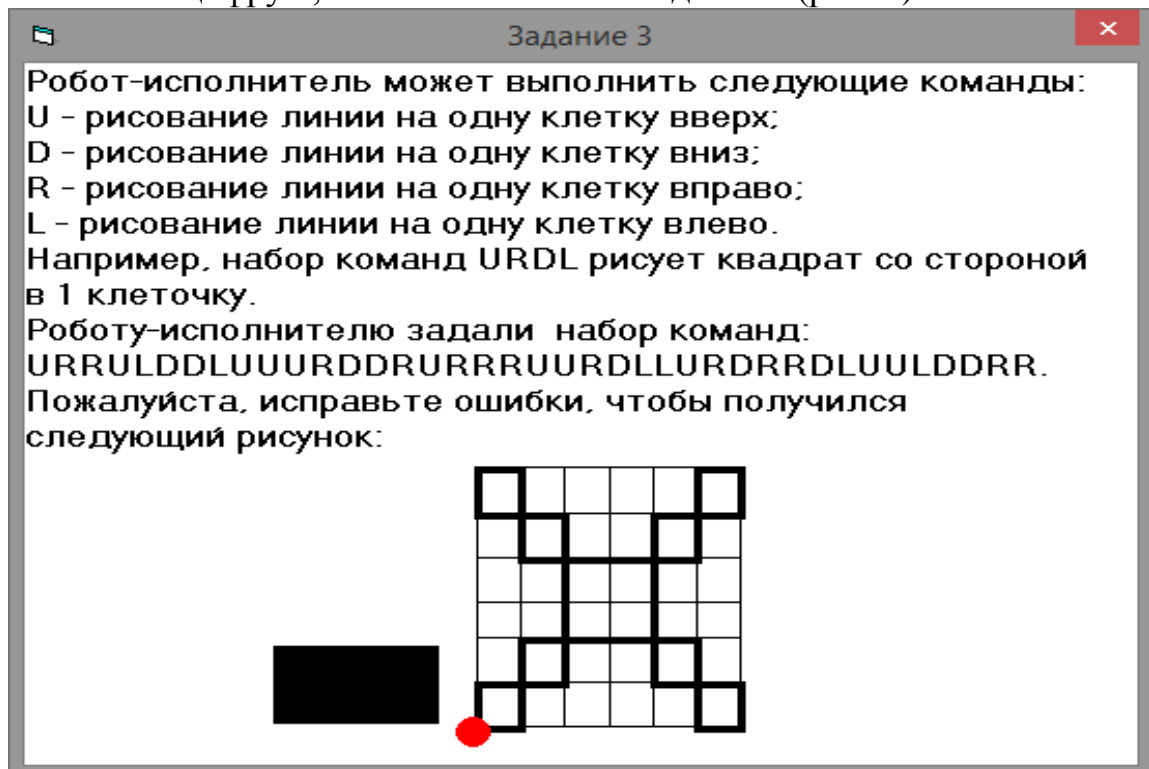 Задание 3
Робот-исполнитель может выполнить следующие команды:
U - рисование линии на одну клетку вверх;
D - рисование линии на одну клетку вниз;
R - рисование линии на одну клетку вправо;
L - рисование линии на одну клетку влево.
Например, набор команд URDL рисует квадрат со стороной
в 1 клеточку.
Роботу-исполнителю задали набор команд:
URRULDDLUUURDDRURRRUURDLLURDRRDLUULDDRR.
Пожалуйста, исправьте ошибки, чтобы получился
следующий рисунок: